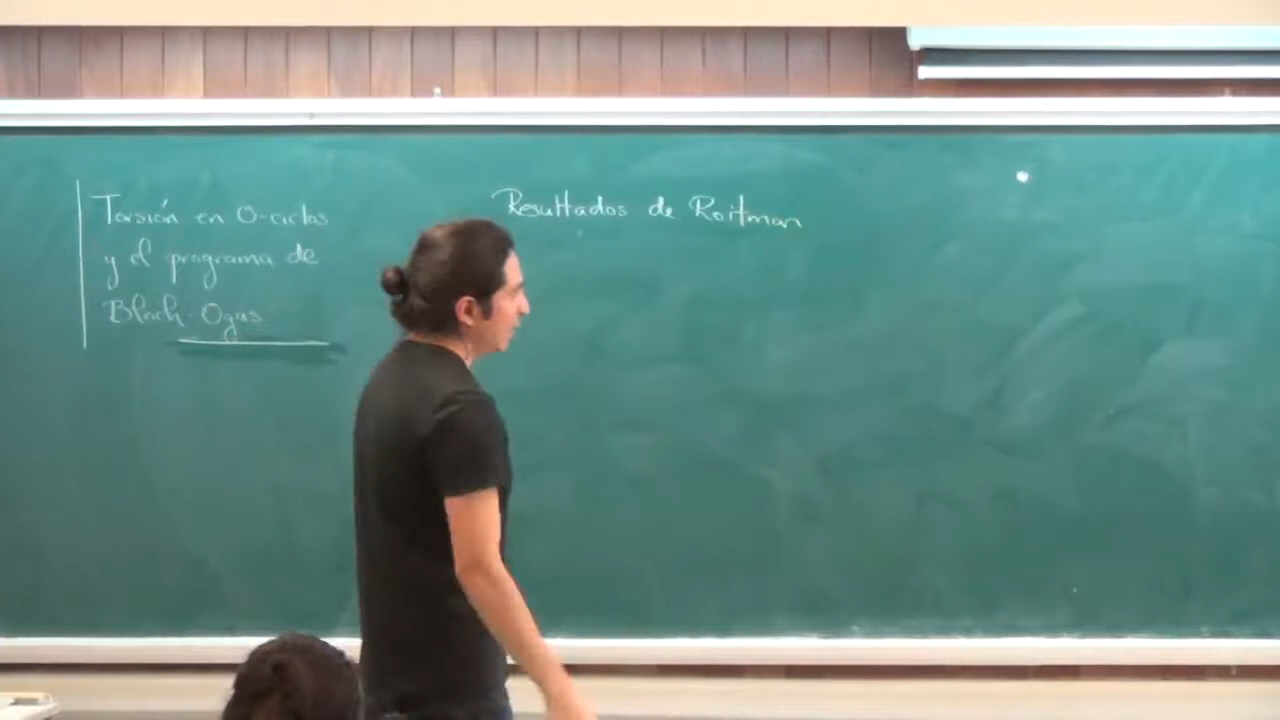 Torsión en 0-ciclos
y el programa de
Bloch-Ogus
Resultados de Roitman